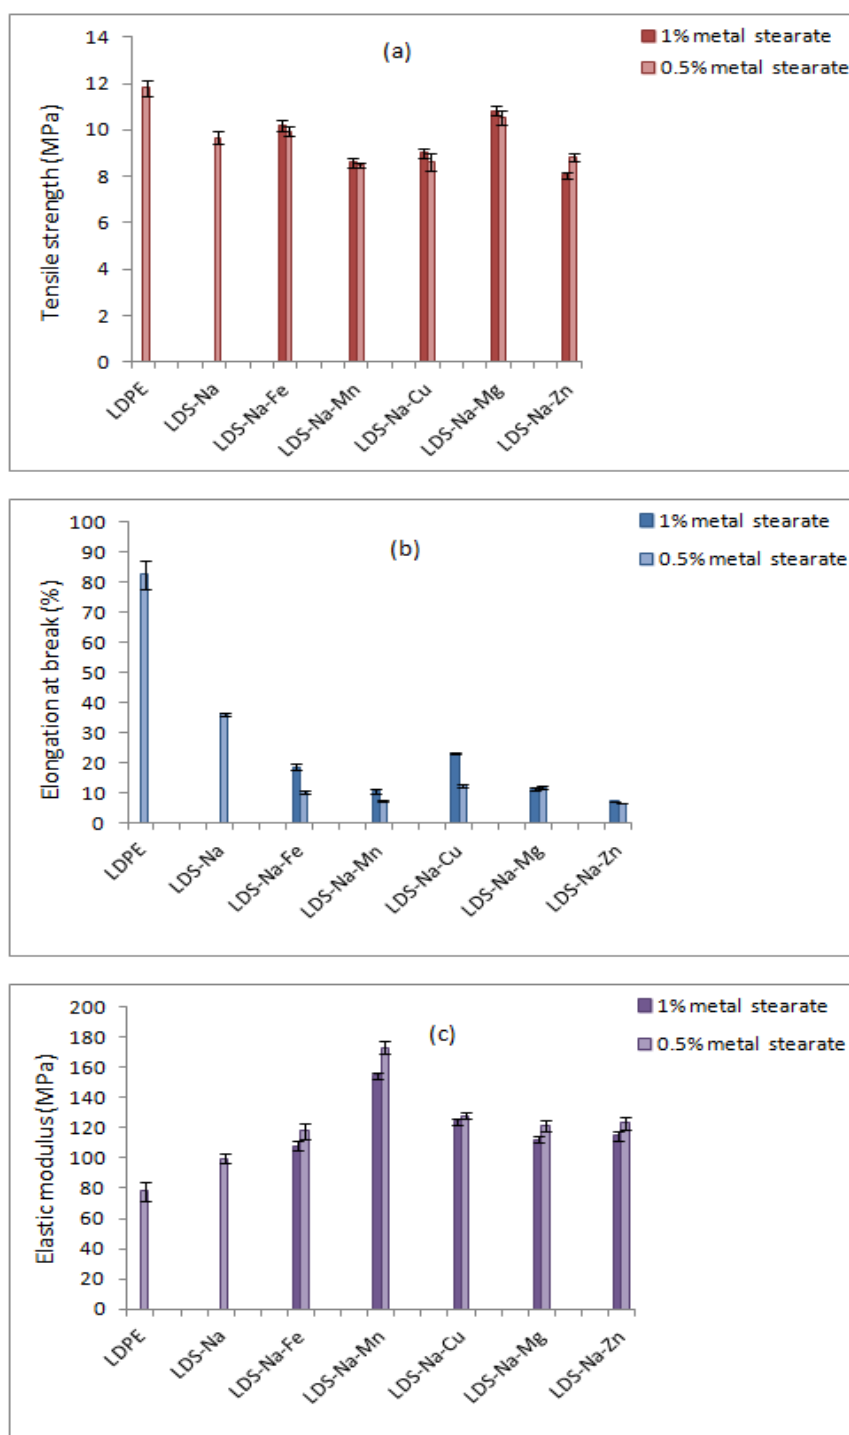 (a)
1% metal stearate
0.5% metal stearate
Tensile strength (MPa)
14
12
10
8
6
4
2
0
LDPE
LDS-Na
LDS-Na-Fe
LDS-Na-Mn
LDS-Na-Cu
LDS-Na-Mg
LDS-Na-Zn
(b)
1% metal stearate
0.5% metal stearate
Elongation at break (%)
100
90
80
70
60
50
40
30
20
10
0
LDPE
LDS-Na
LDS-Na-Fe
LDS-Na-Mn
LDS-Na-Cu
LDS-Na-Mg
LDS-Na-Zn
(c)
1% metal stearate
0.5% metal stearate
Elastic modulus (MPa)
200
180
160
140
120
100
80
60
40
20
0
LDPE
LDS-Na
LDS-Na-Fe
LDS-Na-Mn
LDS-Na-Cu
LDS-Na-Mg
LDS-Na-Zn